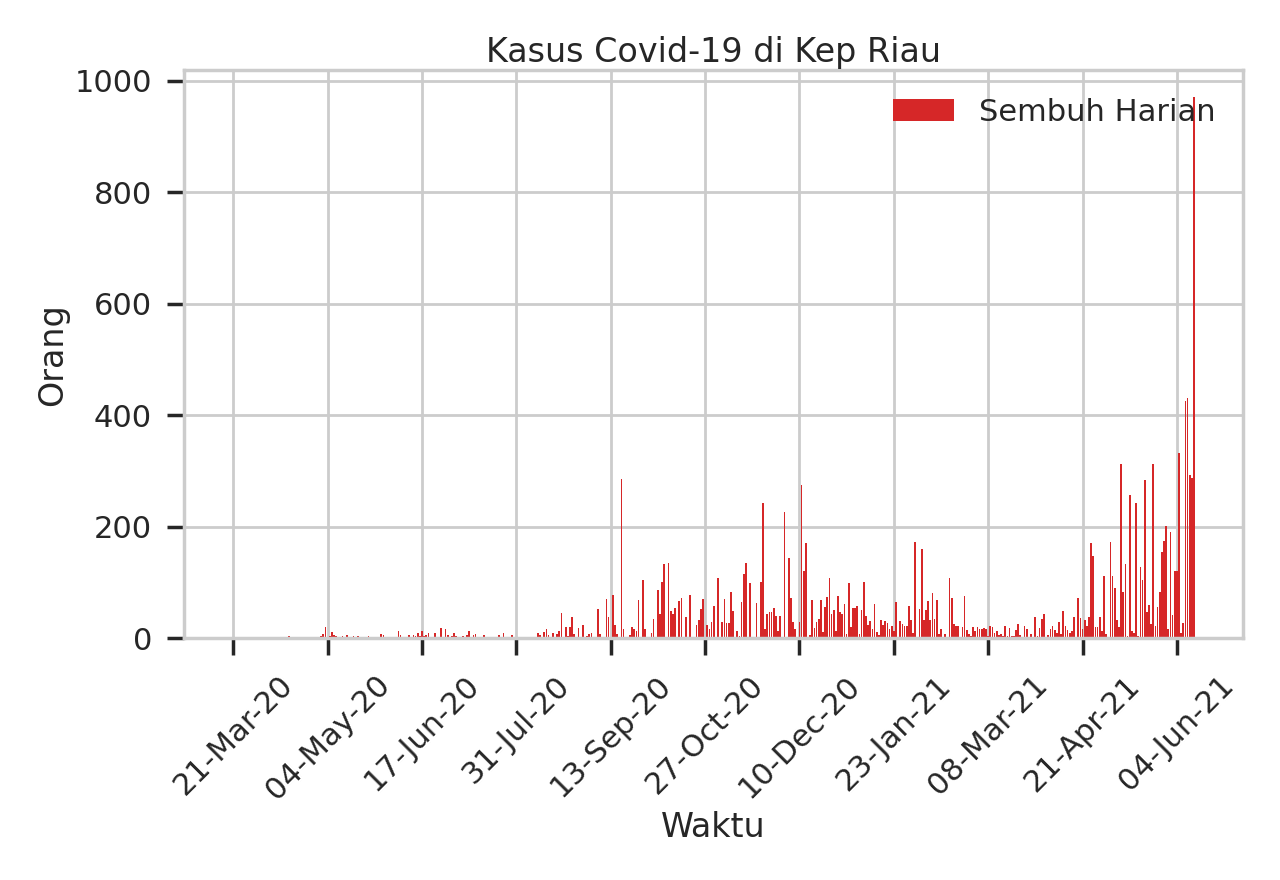 Kasus Covid-19 di Kep Riau
Sembuh Harian
Orang
1000
800
600
400
200
0
21-Mar-20
04-May-20
17-Jun-20
31-Jul-20
13-Sep-20
27-Oct-20
10-Dec-20
23-Jan-21
08-Mar-21
21-Apr-21
04-Jun-21
Waktu